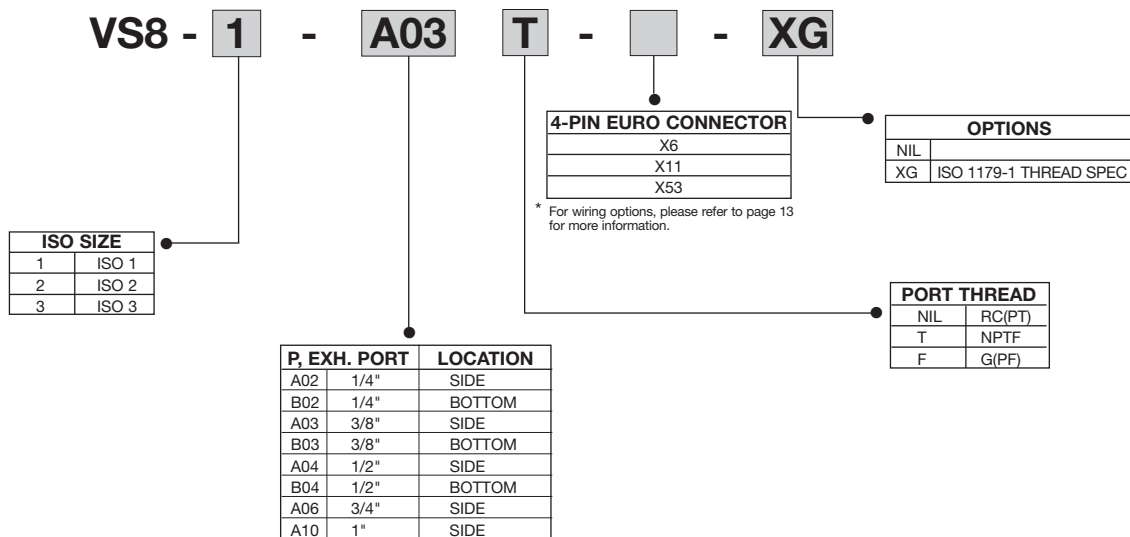 VS8 - 1 - A03 T - - XG
4-PIN EURO CONNECTOR
X6
X11
X53
* For wiring options, please refer to page 13
for more information.
OPTIONS
NIL
XG ISO 1179-1 THREAD SPEC
ISO SIZE
1 ISO 1
2 ISO 2
3 ISO 3
PORT THREAD
NIL RC(PT)
T NPTF
F G(PF)
P, EXH. PORT LOCATION
A02 1/4" SIDE
B02 1/4" BOTTOM
A03 3/8" SIDE
B03 3/8" BOTTOM
A04 1/2" SIDE
B04 1/2" BOTTOM
A06 3/4" SIDE
A10 1" SIDE